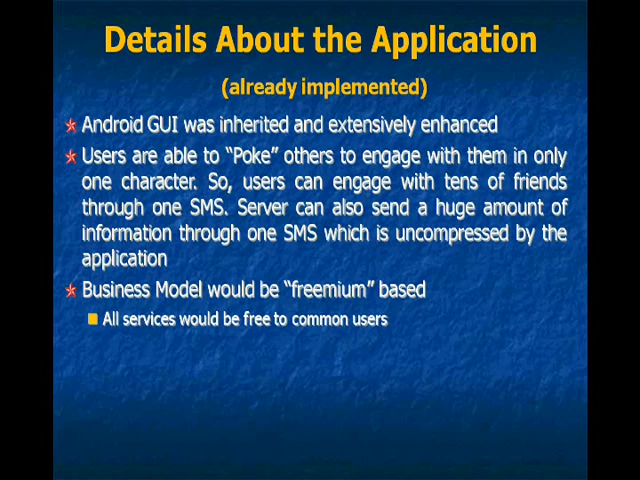 Details About the Application
(already implemented)
Android GUI was inherited and extensively enhanced
Users are able to “Poke” others to engage with them in only
one character. So, users can engage with tens of friends
through one SMS. Server can also send a huge amount of
information through one SMS which is uncompressed by the
application
Business Model would be “freemium” based
All services would be free to common users